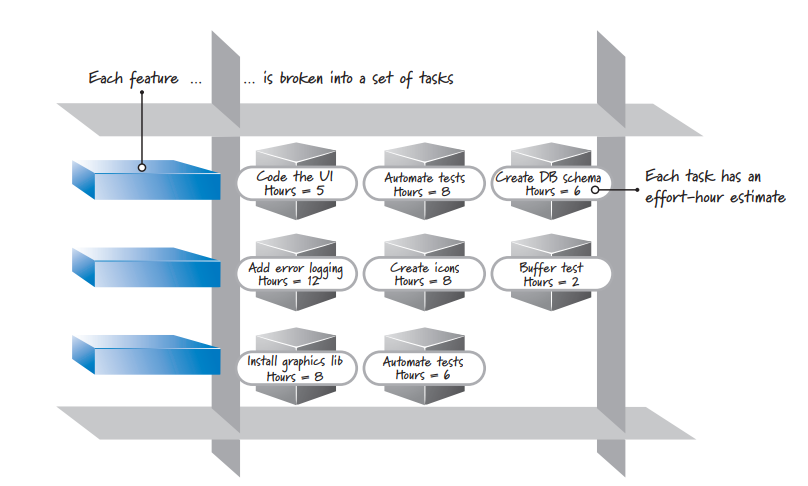 Each feature ...
... is broken into a set of tasks
Code the UI
Hours = 5
Automate tests
Hours = 8
Create DB schema
Hours = 6
Each task has an
effort-hour estimate
Add error logging
Hours = 12
Create icons
Hours = 8
Buffer test
Hours = 2
Install graphics lib
Hours = 8
Automate tests
Hours = 6